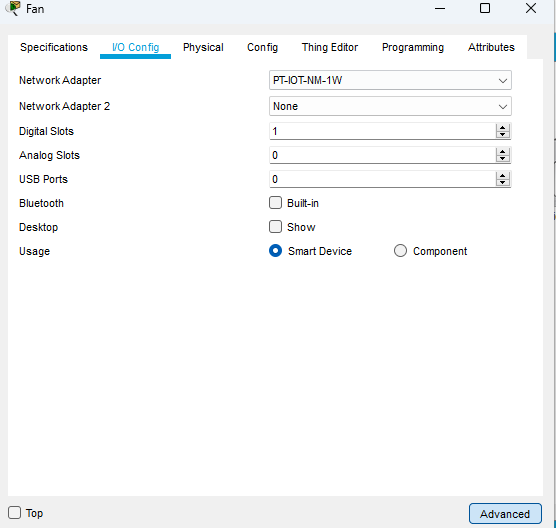 Fan
Specifications I/O Config Physical Config Thing Editor Programming Attributes
Network Adapter PT-IOT-NM-1W
Network Adapter 2 None
Digital Slots 1
Analog Slots 0
USB Ports 0
Bluetooth Built-in
Desktop Show
Usage Smart Device Component
Top Advanced